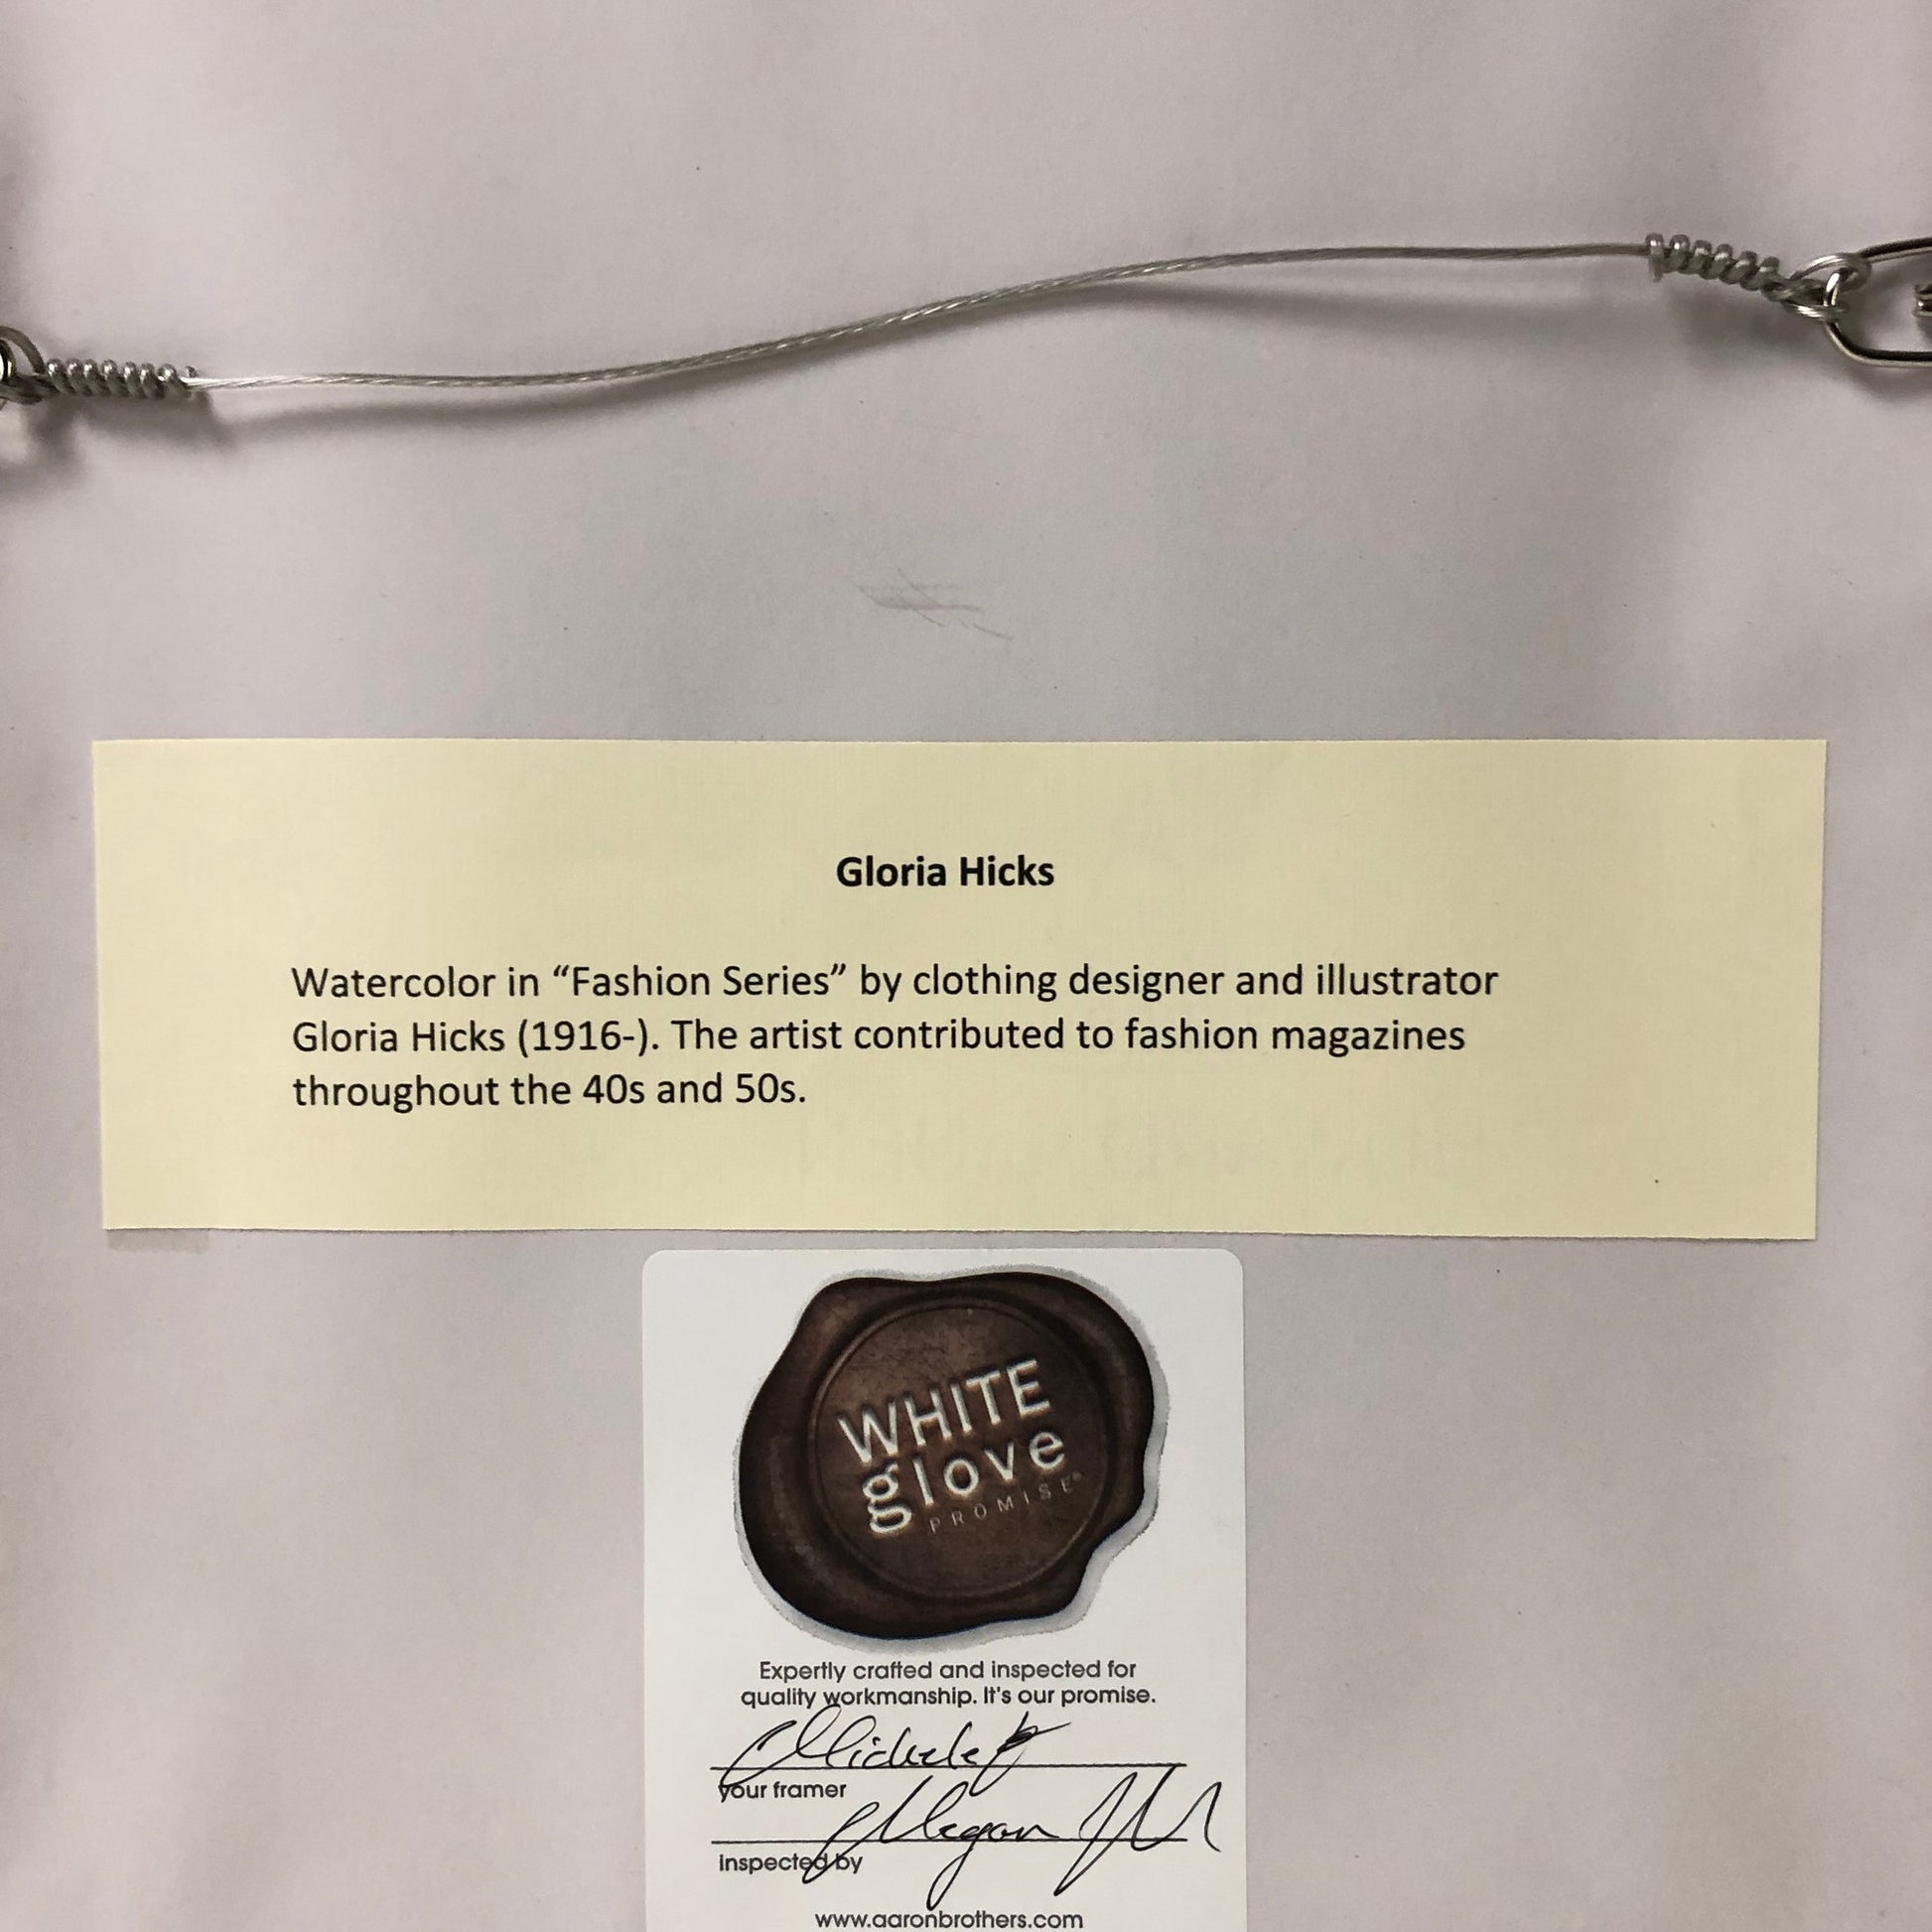 Gloria Hicks
Watercolor in “Fashion Series” by clothing designer and illustrator
Gloria Hicks (1916-). The artist contributed to fashion magazines
throughout the 40s and 50s.
WHITE
glove
PROMISE®
Expertly crafted and inspected for
quality workmanship. It's our promise.
Michele
your framer
Megan
inspected by
www.aaronbrothers.com